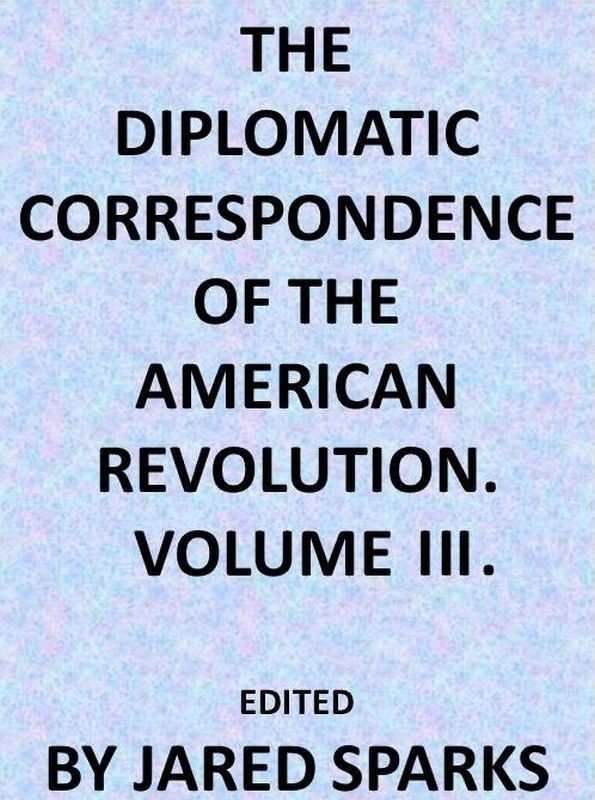 THE
DIPLOMATIC
CORRESPONDENCE
OF THE
AMERICAN
REVOLUTION.
VOLUME III.
EDITED
BY JARED SPARKS